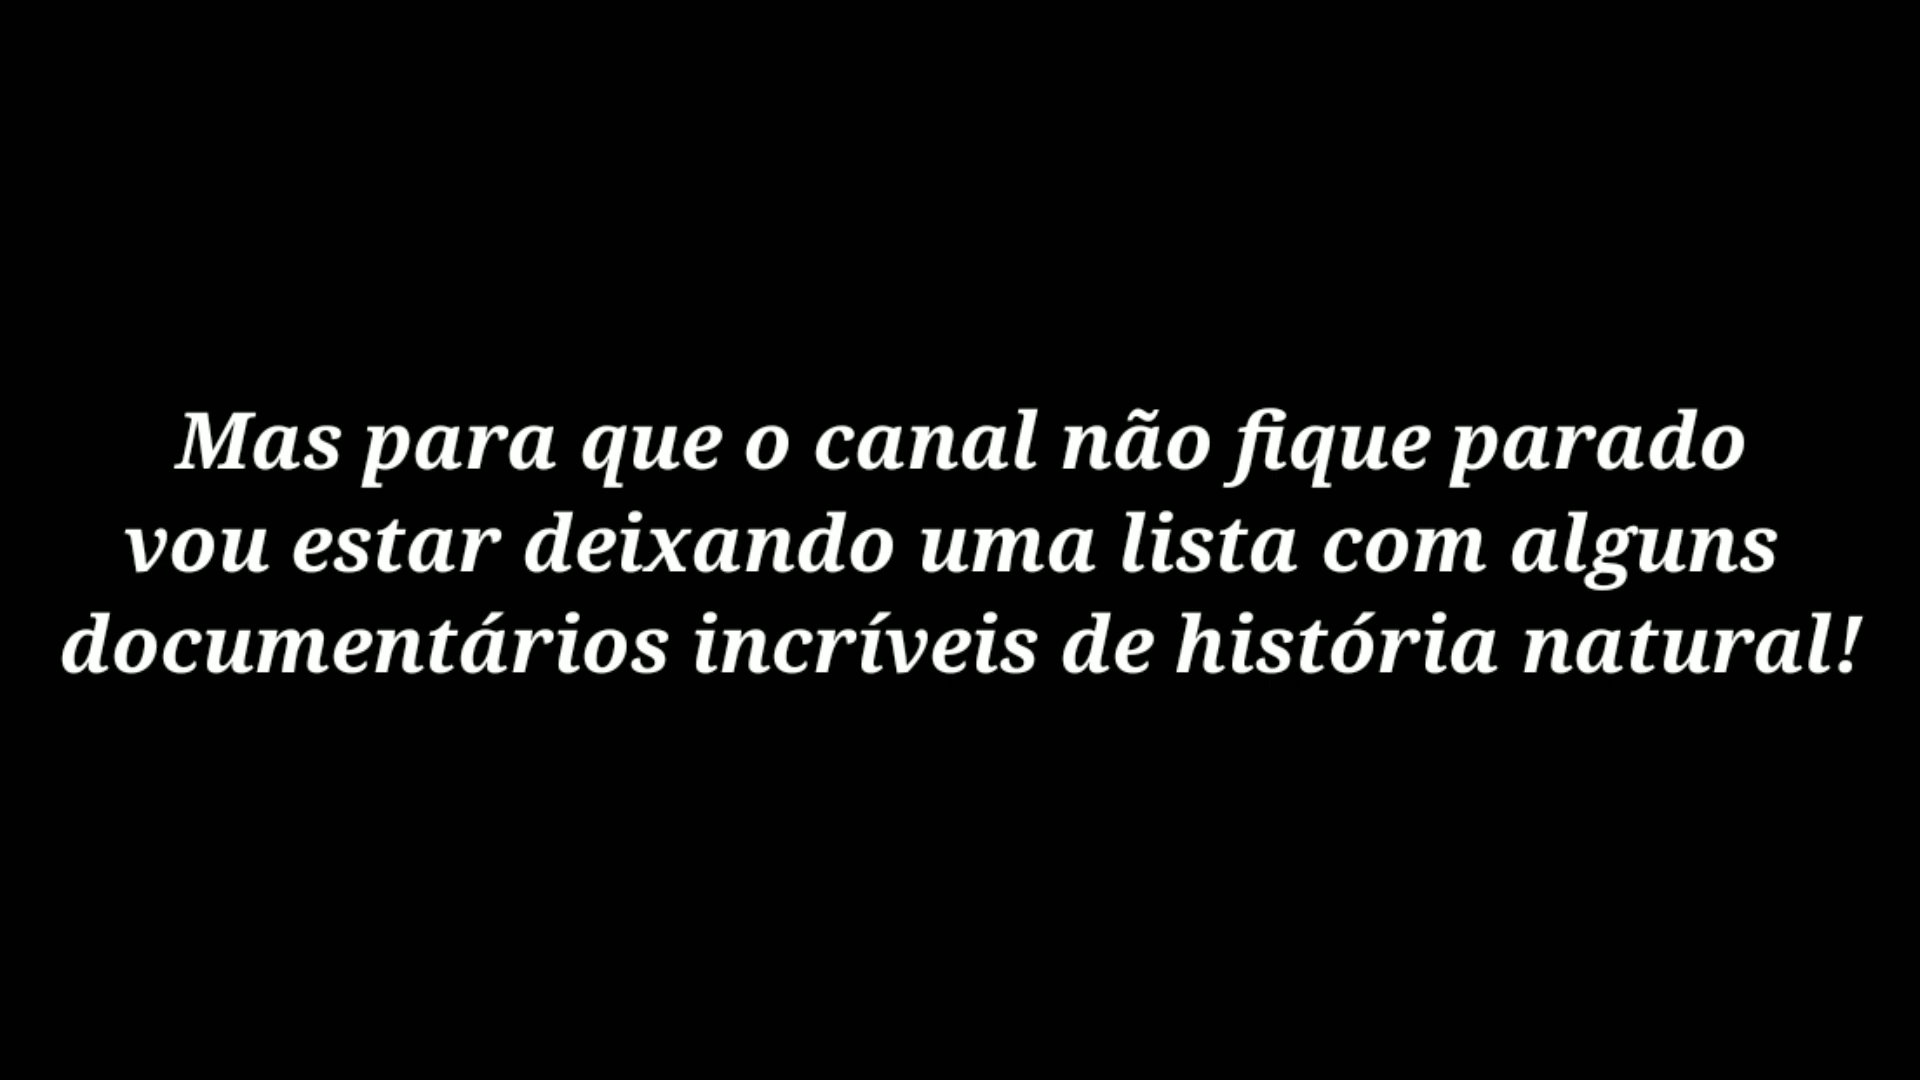 Mas para que o canal não fique parado
vou estar deixando uma lista com alguns
documentários incríveis de história natural!